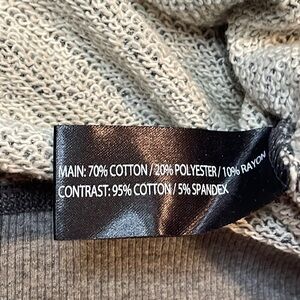 MAIN: 70% COTTON / 20% POLYESTER / 10% RAYON
CONTRAST: 95% COTTON / 5% SPANDEX